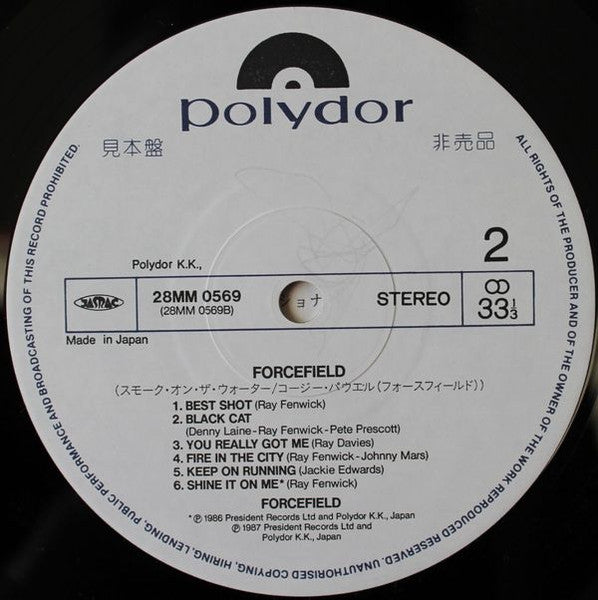 polydor
見本盤
非売品
2
Polydor K.K.,
JASRAC
28MM 0569
(28MM 0569B)
ショナ
STEREO
33 1/3
Made in Japan
FORCEFIELD
(スモーク・オン・ザ・ウォーター/コージー・パウエル(フォースフィールド))
1. BEST SHOT (Ray Fenwick)
2. BLACK CAT
(Denny Laine-Ray Fenwick-Pete Prescott)
3. YOU REALLY GOT ME (Ray Davies)
4. FIRE IN THE CITY (Ray Fenwick-Johnny Mars)
5. KEEP ON RUNNING (Jackie Edwards)
6. SHINE IT ON ME* (Ray Fenwick)
FORCEFIELD
*℗ 1986 President Records Ltd and Polydor K.K., Japan
℗ 1987 President Records Ltd and
Polydor K.K., Japan
ALL RIGHTS OF THE PRODUCER AND OF THE OWNER OF THE WORK REPRODUCED RESERVED. UNAUTHORISED COPYING, HIRING, LENDING, PUBLIC PERFORMANCE AND BROADCASTING OF THIS RECORD PROHIBITED.